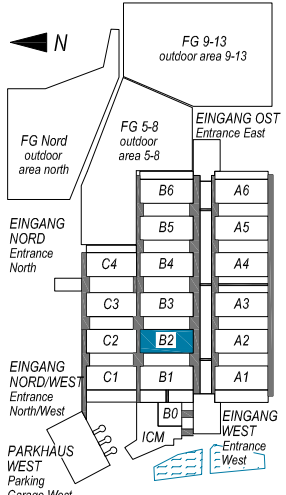 N
FG 9-13
outdoor area 9-13
FG Nord
outdoor
area north
FG 5-8
outdoor
area 5-8
EINGANG OST
Entrance East
B6
A6
B5
A5
EINGANG
NORD
Entrance
North
C4
B4
A4
C3
B3
A3
C2
B2
A2
EINGANG
NORD/WEST
Entrance
North/West
C1
B1
A1
B0
ICM
EINGANG
WEST
Entrance
West
PARKHAUS
WEST
Parking
Garage West